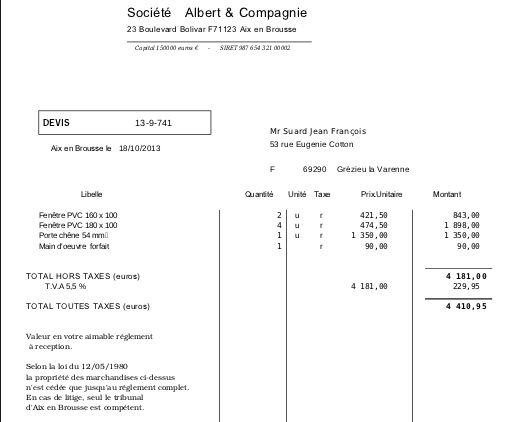 Société Albert & Compagnie
23 Boulevard Bolivar F71123 Aix en Brousse
Capital 150000 euros € - SIRET 987 654 321 00002
DEVIS 13-9-741
Mr Suard Jean François
Aix en Brousse le 18/10/2013
53 rue Eugenie Cotton
F 69290 Grézieu la Varenne
Libelle Quantité Unité Taxe PrixUnitaire Montant
Fenêtre PVC 160 x 100 2 u r 421,50 843,00
Fenêtre PVC 180 x 100 4 u r 474,50 1 898,00
Porte chêne 54 mm 1 u r 1 350,00 1 350,00
Main d'oeuvre forfait 1 r 90,00 90,00
TOTAL HORS TAXES (euros) 4 181,00
T.V.A 5,5 % 4 181,00 229,95
TOTAL TOUTES TAXES (euros) 4 410,95
Valeur en votre aimable réglement
à reception.
Selon la loi du 12/05/1980
la propriété des marchandises ci-dessus
n'est cédée que jusqu'au réglement complet.
En cas de litige, seul le tribunal
d'Aix en Brousse est compétent.